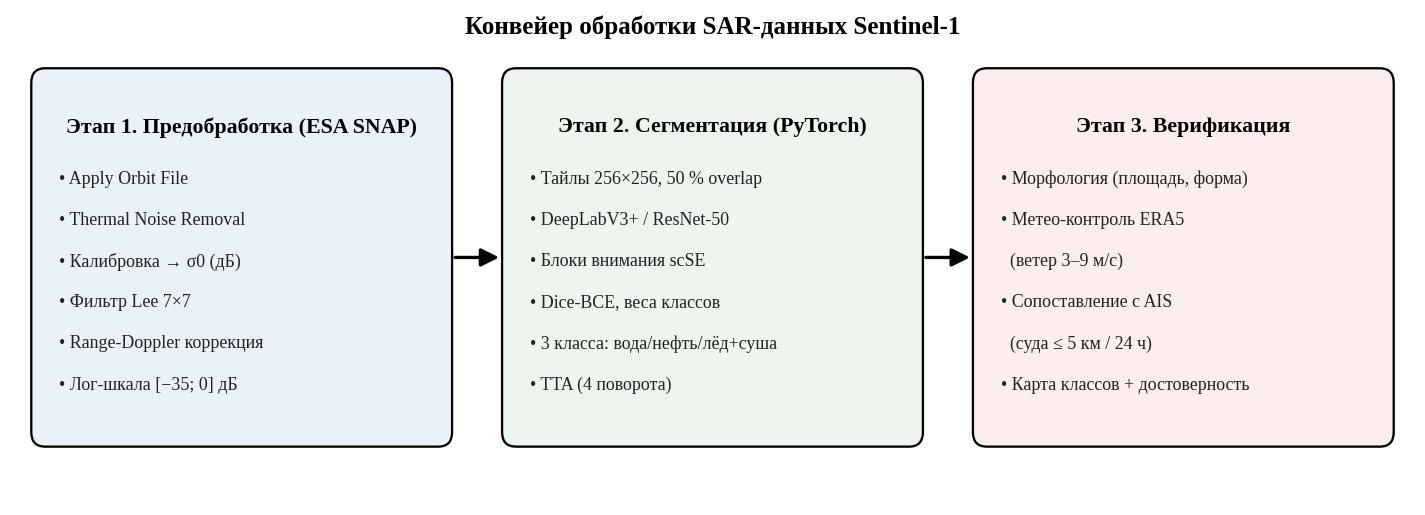 Конвейер обработки SAR-данных Sentinel-1
Этап 1. Предобработка (ESA SNAP)
• Apply Orbit File
• Thermal Noise Removal
• Калибровка → σ0 (дБ)
• Фильтр Lee 7×7
• Range-Doppler коррекция
• Лог-шкала [−35; 0] дБ
Этап 2. Сегментация (PyTorch)
• Тайлы 256×256, 50 % overlap
• DeepLabV3+ / ResNet-50
• Блоки внимания scSE
• Dice-BCE, веса классов
• 3 класса: вода/нефть/лёд+суша
• TTA (4 поворота)
Этап 3. Верификация
• Морфология (площадь, форма)
• Метео-контроль ERA5
(ветер 3–9 м/с)
• Сопоставление с AIS
(суда ≤ 5 км / 24 ч)
• Карта классов + достоверность